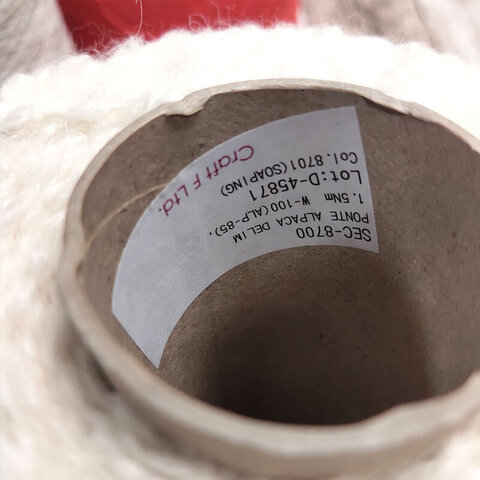 SEC-8700
PONTE ALPACA DELIM
1.5Nm W-100(ALP-85).
Lot:D-45871
Col.8701(SOAPING)
Craft F Ltd.